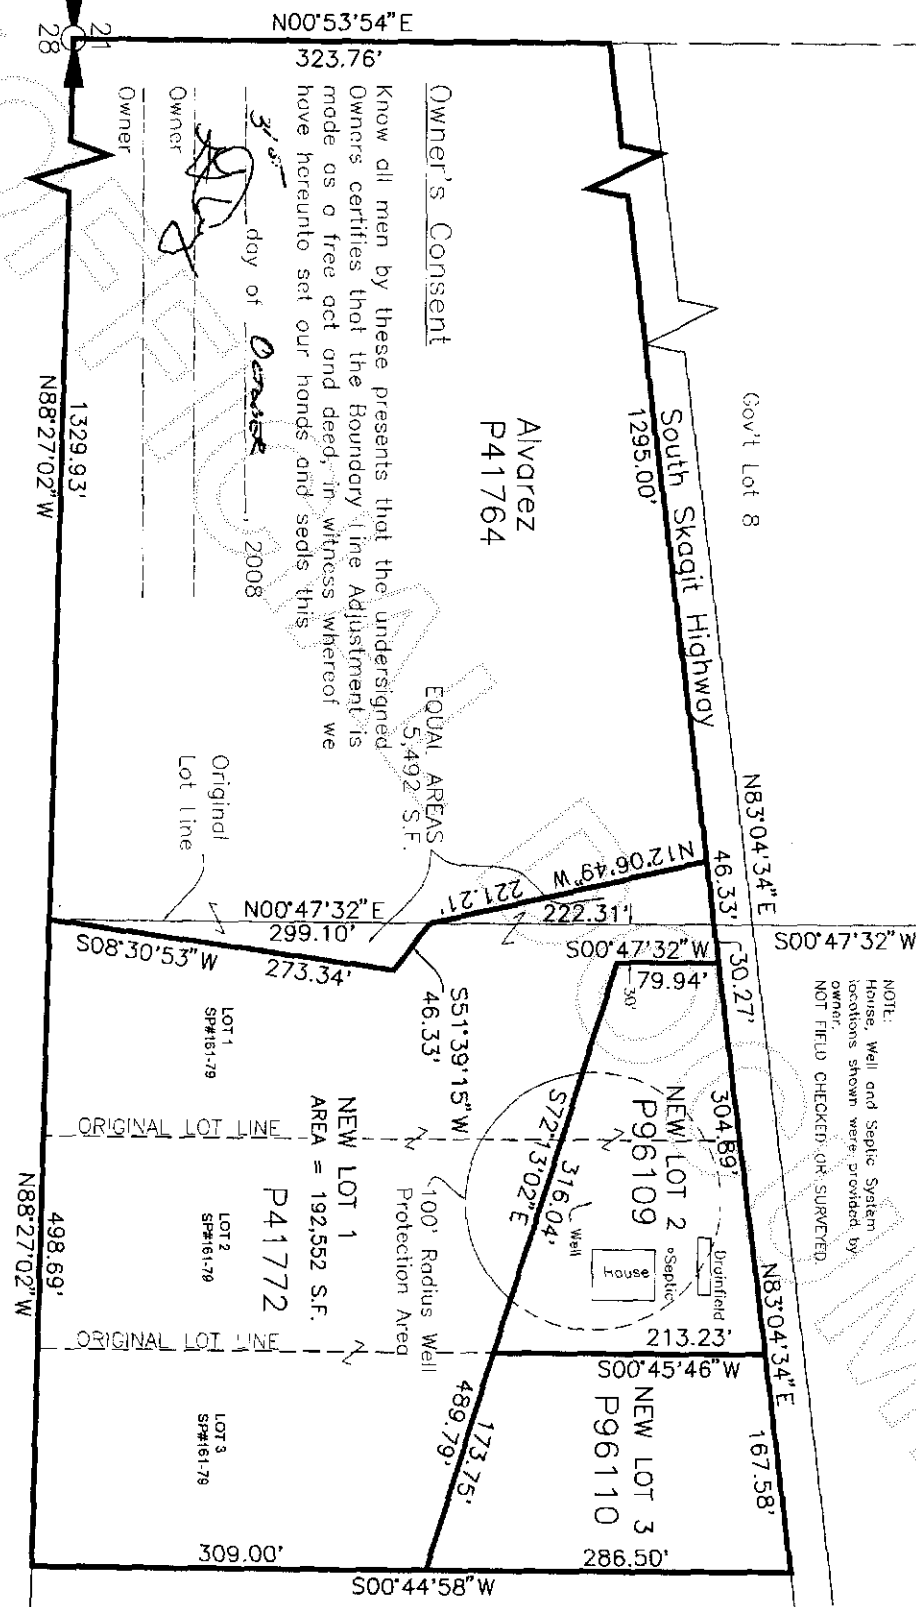 N00°53'54"E
323.76'
21
28
Owner's Consent
Know all men by these presents that the undersigned
Owners certifies that the Boundary Line Adjustment is
made as a free act and deed, in witness whereof we
have hereunto set our hands and seals this
31st day of October, 2008
Owner
Owner
Gov't Lot 8
South Skagit Highway
1295.00'
Alvarez
P41764
1329.93'
N88°27'02"W
EQUAL AREAS
5,492 S.F.
Original
Lot Line
N83°04'34"E
46.33'
N12°06'49"W
221.21'
222.31'
N00°47'32"E
299.10'
S08°30'53"W
273.34'
S51°39'15"W
46.33'
S00°47'32"W
S00°47'32"W
79.94'
30'
30.27'
NOTE:
House, Well and Septic System
locations shown were provided by
owner.
NOT FIELD CHECKED OR SURVEYED.
304.89'
NEW LOT 2
P96109
Drainfield
Septic
House
Well
316.04'
S72°13'02"E
213.23'
S00°45'46"W
N83°04'34"E
167.58'
NEW LOT 3
P96110
173.75'
489.79'
286.50'
309.00'
S00°44'58"W
100' Radius Well
Protection Area
NEW LOT 1
AREA = 192,552 S.F.
P41772
LOT 1
SP#161-79
ORIGINAL LOT LINE
LOT 2
SP#161-79
ORIGINAL LOT LINE
LOT 3
SP#161-79
498.69'
N88°27'02"W